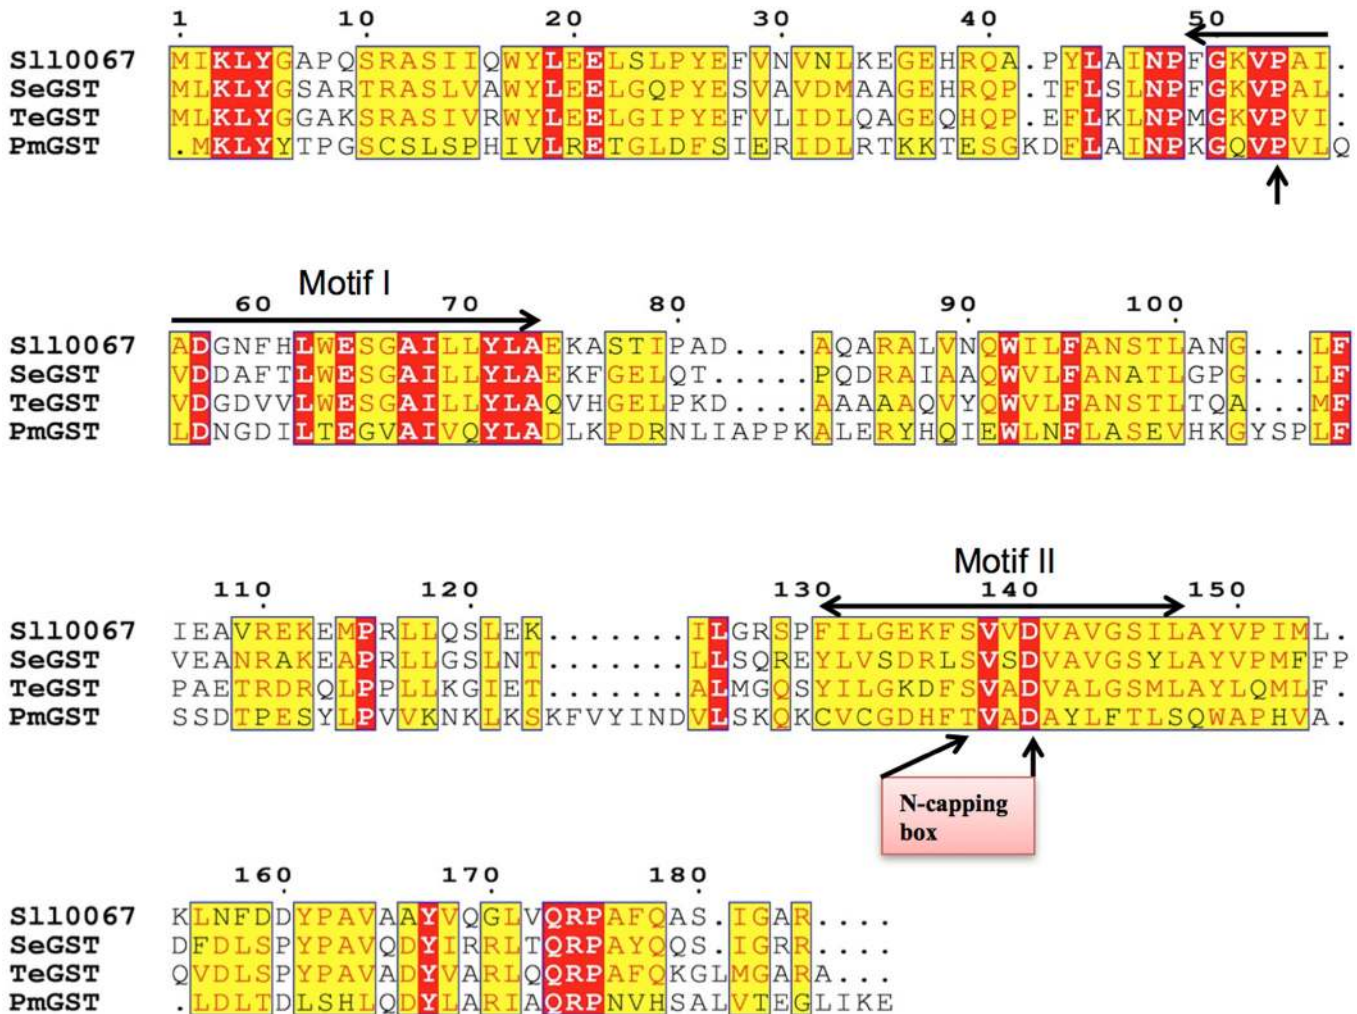 1 10 20 30 40 50
Sll0067 MIKLYGAPQSRASIIQWYLEELSLPYEFVNVNLKEGEHRQA.PYLAINPFGKVPAI.
SeGST MLKLYGSARTRASLVAWYLEELGQPYESVAVDMAAGEHRQP.TFLSLNPFGKVPAL.
TeGST MLKLYGGAKSRASIVRWYLEELGIPYEFVLIDLQAGEQHQP.EFLKLNPMGKVPVI.
PmGST .MKLYYTPGSCSLSPHIVLRETGLDFSIERIDLRTKKTESGKDFLAINPKGQVPVLQ
Motif I
60 70 80 90 100
Sll0067 ADGNFHLWESGAILLYLAEKASTIPAD....AQARALVNQWILFANSTLANG...LF
SeGST VDDAFTLWESGAILLYLAEKFGELQT.....PQDRAIAAQWVLFANATLGPG...LF
TeGST VDGDVVLWESGAILLYLAQVHGELPKD....AAAAAQVYQWVLFANSTLTQA...MF
PmGST LDNGDILTEGVAIVQYLADLKPDRNLIAPPKALERYHQIEWLNFLASEVHKGYSPLF
Motif II
110 120 130 140 150
Sll0067 IEAVREKEMPRLLQSLEK.......ILGRSPFILGEKFSVVDVAVGSILAYVPIML.
SeGST VEANRAKEAPRLLGSLNT.......LLSQREYLVSDRLSVSDVAVGSYLAYVPMFFP
TeGST PAETRDRQLPPLLKGIET.......ALMGQSYILGKDFSVADVALGSMLAYLQMLF.
PmGST SSDTPESYLPVVKNKLKSKFVYINDVLSKQKCVCGDHFTVADAYLFTLSQWAPHVA.
N-capping
box
160 170 180
Sll0067 KLNFDDYPAVAAYVQGLVQRPAFQAS.IGAR....
SeGST DFDLSPYPAVQDYIRRLTQRPAYQQS.IGRR....
TeGST QVDLSPYPAVADYVARLQQRPAFQKGLMGARA...
PmGST .LDLTDLSHLQDYLARIAQRPNVHSALVTEGLIKE